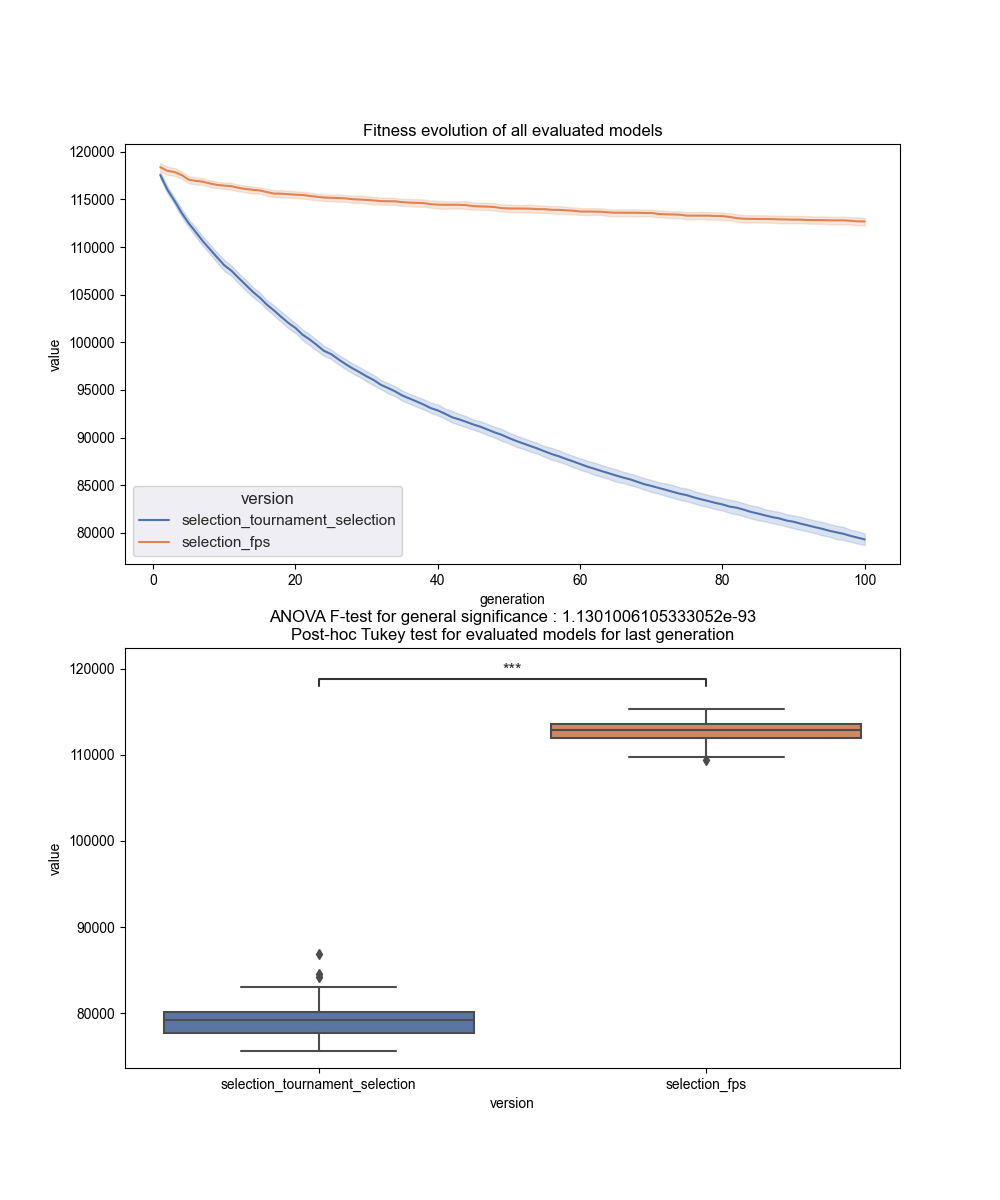 Fitness evolution of all evaluated models
120000
115000
110000
105000
100000
95000
90000
85000
80000
value
version
selection_tournament_selection
selection_fps
0
20
40
60
80
100
generation
ANOVA F-test for general significance : 1.1301006105333052e-93
Post-hoc Tukey test for evaluated models for last generation
120000
110000
100000
90000
80000
value
***
selection_tournament_selection
selection_fps
version